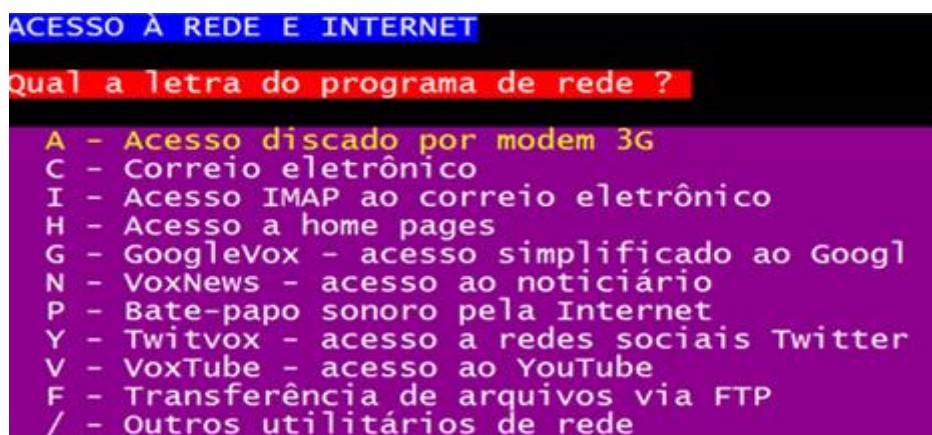 ACESSO À REDE E INTERNET
Qual a letra do programa de rede ?
A - Acesso discado por modem 3G
C - Correio eletrônico
I - Acesso IMAP ao correio eletrônico
H - Acesso a home pages
G - GoogleVox - acesso simplificado ao Googl
N - VoxNews - acesso ao noticiário
P - Bate-papo sonoro pela Internet
Y - Twitvox - acesso a redes sociais Twitter
V - VoxTube - acesso ao YouTube
F - Transferência de arquivos via FTP
/ - Outros utilitários de rede